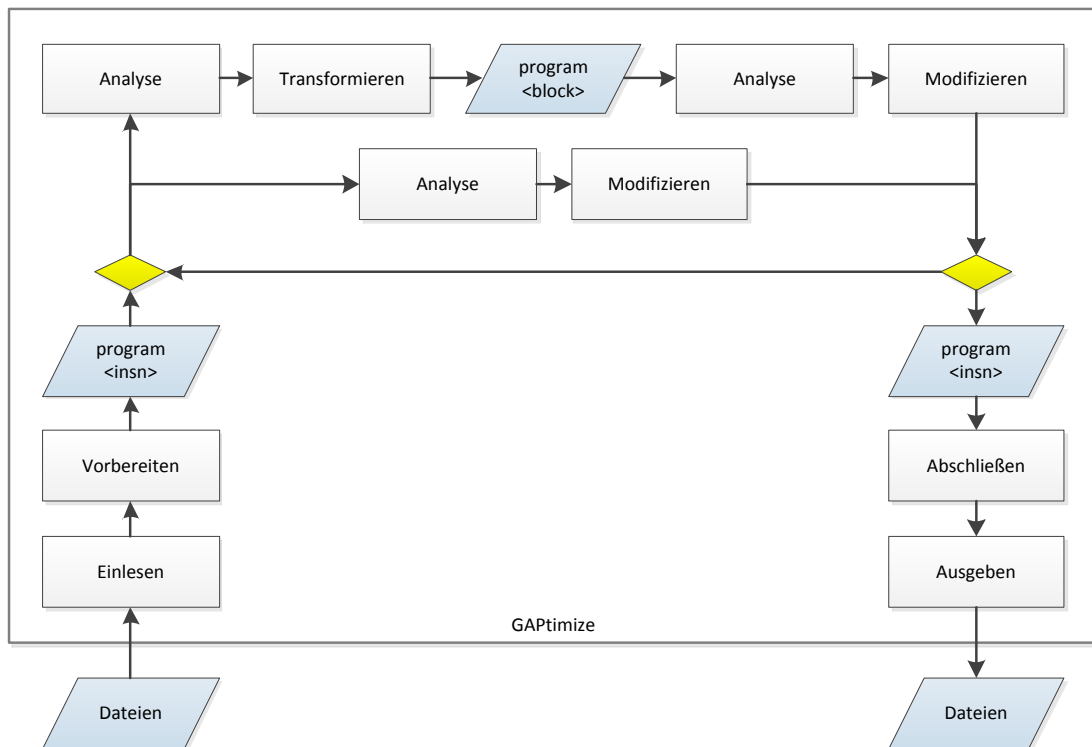 Analyse
Transformieren
program
<block>
Analyse
Modifizieren
Analyse
Modifizieren
program
<insn>
program
<insn>
Vorbereiten
Abschließen
Einlesen
Ausgeben
GAPtimize
Dateien
Dateien